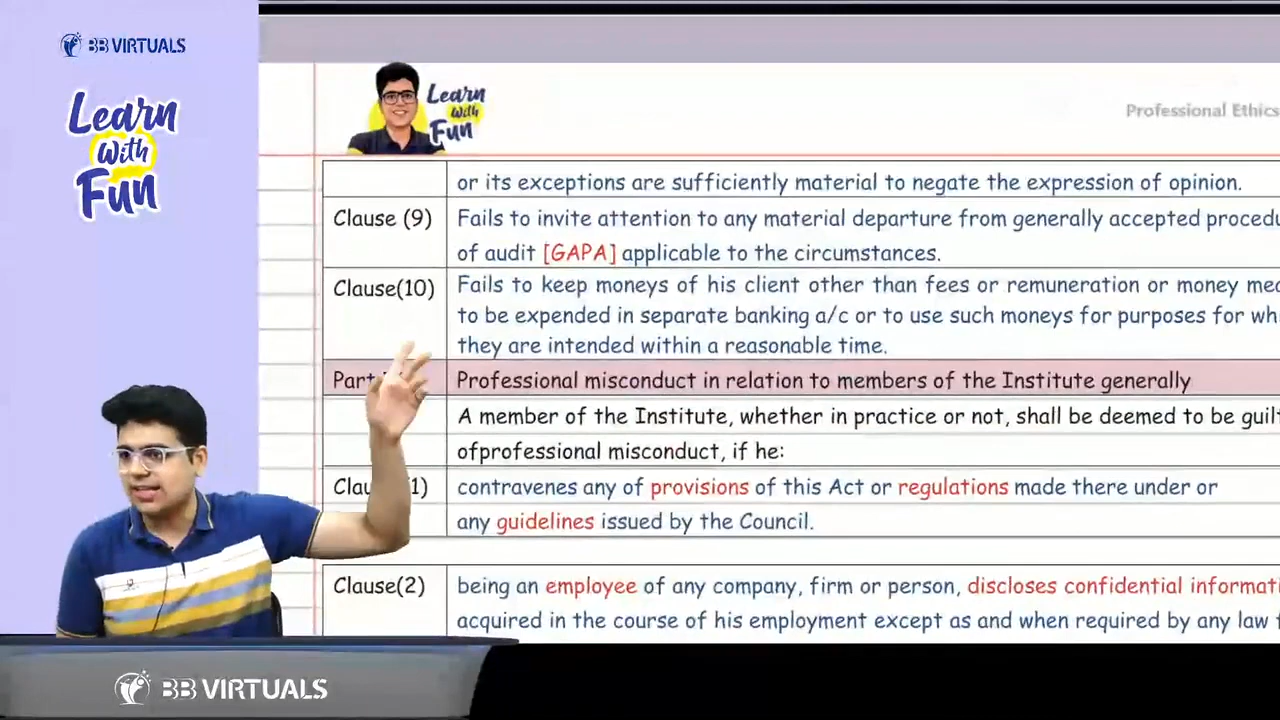 BB VIRTUALS
Learn
With
Fun
Learn
With
Fun
Professional Ethics
or its exceptions are sufficiently material to negate the expression of opinion.
Clause (9) Fails to invite attention to any material departure from generally accepted
of audit [GAPA] applicable to the circumstances.
Clause(10) Fails to keep moneys of his client other than fees or remuneration or money
to be expended in separate banking a/c or to use such moneys for purposes for
they are intended within a reasonable time.
Part Professional misconduct in relation to members of the Institute generally
A member of the Institute, whether in practice or not, shall be deemed to be
ofprofessional misconduct, if he:
1) contravenes any of provisions of this Act or regulations made there under or
any guidelines issued by the Council.
Clause(2) being an employee of any company, firm or person, discloses confidential
acquired in the course of his employment except as and when required by any law
BB VIRTUALS